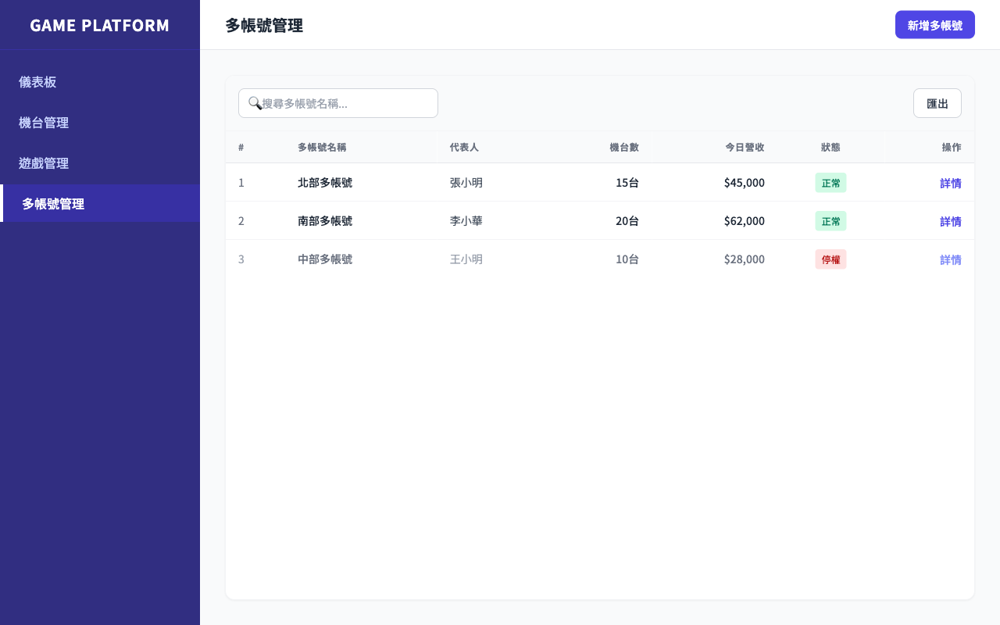 GAME PLATFORM
儀表板
機台管理
遊戲管理
多帳號管理
多帳號管理
新增多帳號
搜尋多帳號名稱...
匯出
# 多帳號名稱 代表人 機台數 今日營收 狀態 操作
1 北部多帳號 張小明 15台 $45,000 正常 詳情
2 南部多帳號 李小華 20台 $62,000 正常 詳情
3 中部多帳號 王小明 10台 $28,000 停權 詳情